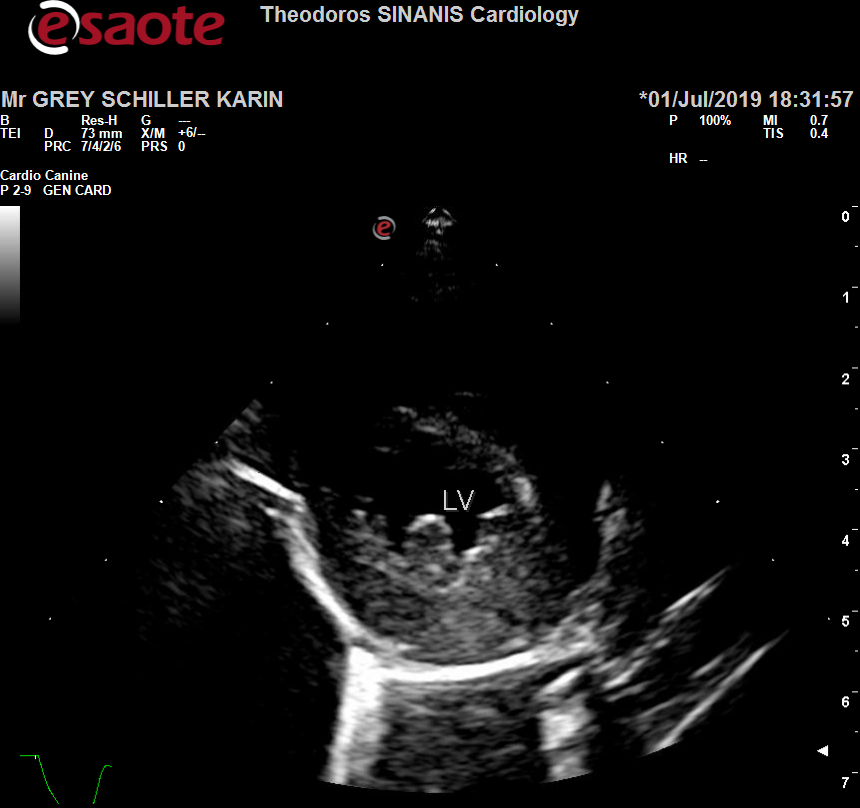 esaote
Theodoros SINANIS Cardiology
Mr GREY SCHILLER KARIN
*01/Jul/2019 18:31:57
B Res-H G ---
TEI D 73 mm X/M +6/--
PRC 7/4/2/6 PRS 0
P 100% MI 0.7
TIS 0.4
HR --
Cardio Canine
P 2-9 GEN CARD
e
0
1
2
3
LV
4
5
6
7